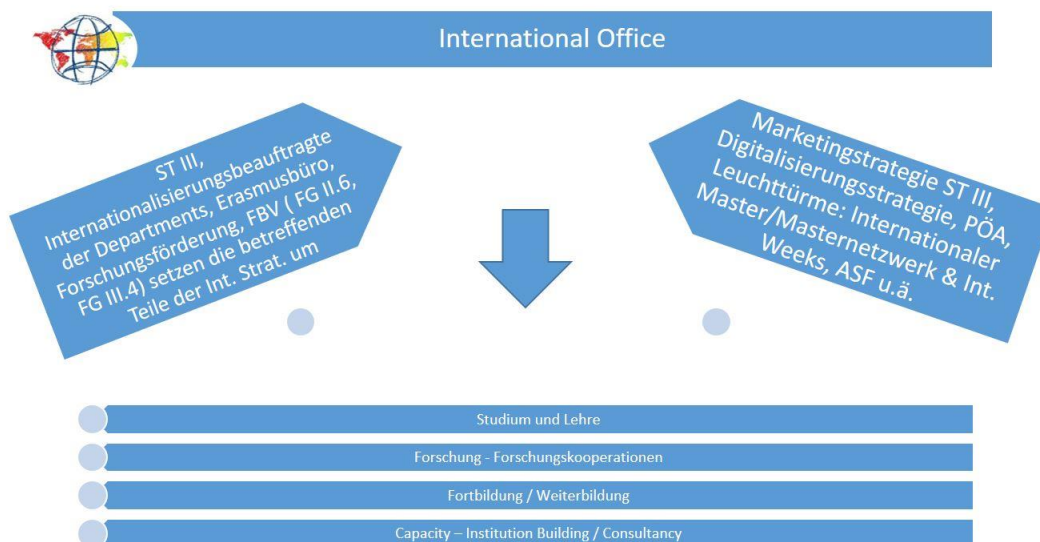 International Office
ST III,
Internationalisierungsbeauftragte
der Departments, Erasmusbüro,
Forschungsförderung, FBV ( FG II.6,
FG III.4) setzen die betreffenden
Teile der Int. Strat. um
Marketingstrategie ST III,
Digitalisierungsstrategie, PÖA,
Leuchttürme: Internationaler
Master/Masternetzwerk & Int.
Weeks, ASF u.ä.
Studium und Lehre
Forschung - Forschungskooperationen
Fortbildung / Weiterbildung
Capacity – Institution Building / Consultancy